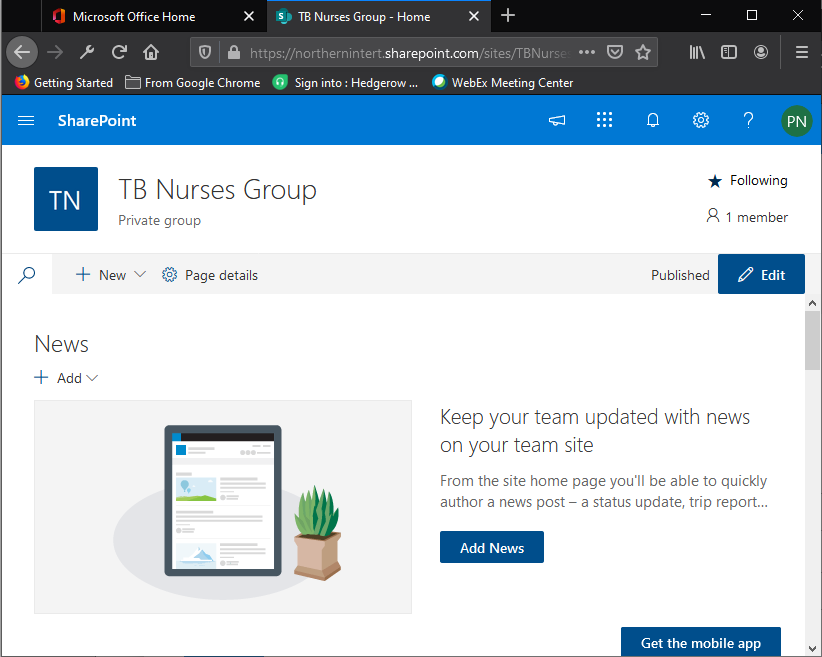 Microsoft Office Home
TB Nurses Group - Home
https://northernintert.sharepoint.com/sites/TBNurses
Getting Started
From Google Chrome
Sign into : Hedgerow ...
WebEx Meeting Center
SharePoint
PN
TN
TB Nurses Group
Private group
Following
1 member
New
Page details
Published
Edit
News
Add
Keep your team updated with news
on your team site
From the site home page you'll be able to quickly
author a news post – a status update, trip report...
Add News
Get the mobile app